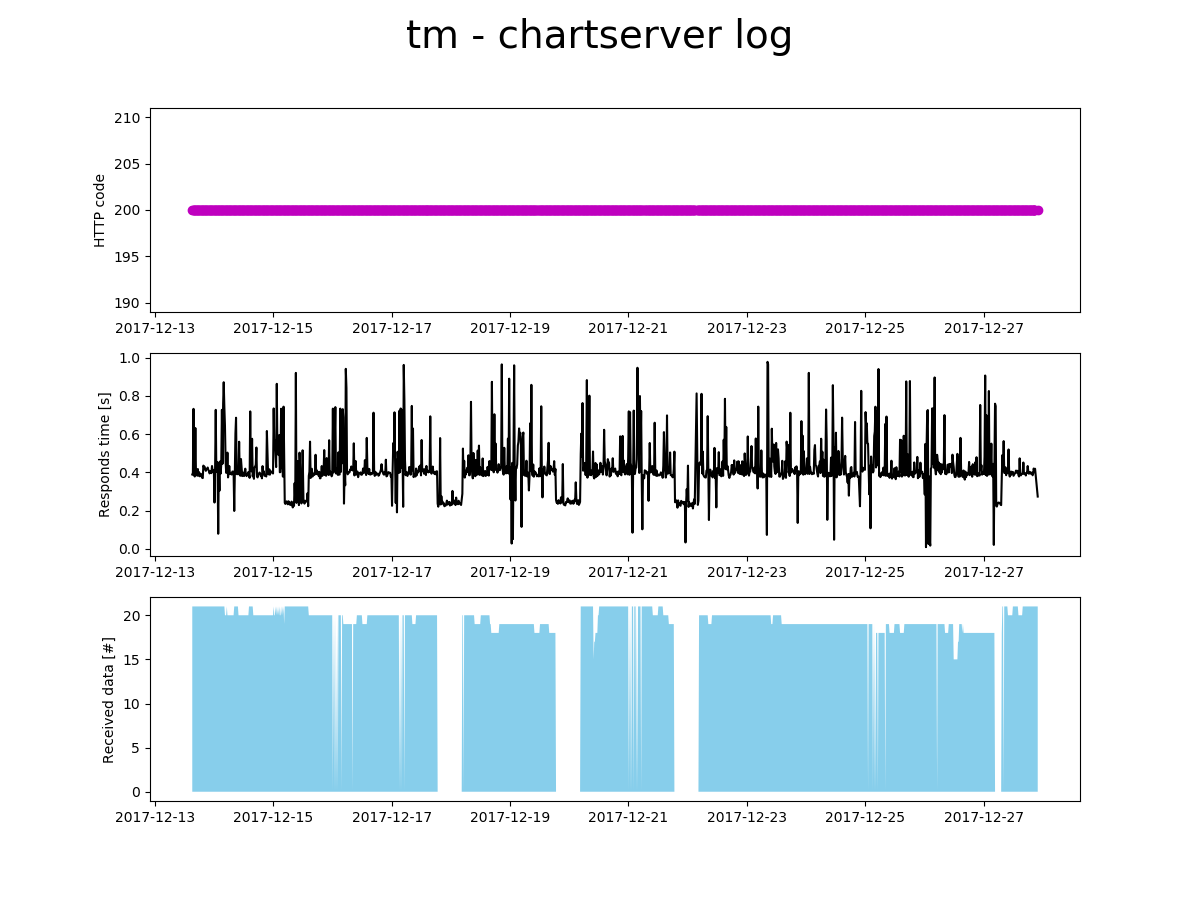 tm - chartserver log
210
205
200
195
190
HTTP code
2017-12-13 2017-12-15 2017-12-17 2017-12-19 2017-12-21 2017-12-23 2017-12-25 2017-12-27
1.0
0.8
0.6
0.4
0.2
0.0
Responds time [s]
2017-12-13 2017-12-15 2017-12-17 2017-12-19 2017-12-21 2017-12-23 2017-12-25 2017-12-27
20
15
10
5
0
Received data [#]
2017-12-13 2017-12-15 2017-12-17 2017-12-19 2017-12-21 2017-12-23 2017-12-25 2017-12-27